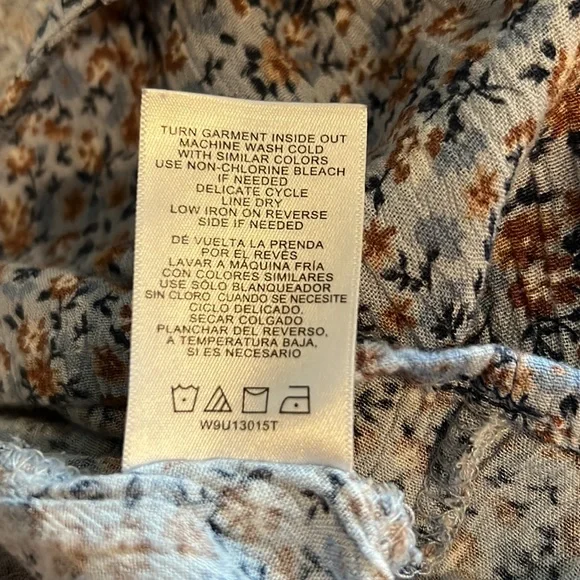 TURN GARMENT INSIDE OUT
MACHINE WASH COLD
WITH SIMILAR COLORS
USE NON-CHLORINE BLEACH
IF NEEDED
DELICATE CYCLE
LINE DRY
LOW IRON ON REVERSE
SIDE IF NEEDED
DÉ VUELTA LA PRENDA
POR EL REVÉS
LAVAR A MÁQUINA FRÍA
CON COLORES SIMILARES
USE SÓLO BLANQUEADOR
SIN CLORO CUANDO SE NECESITE
CICLO DELICADO.
SECAR COLGADO
PLANCHAR DEL REVERSO,
A TEMPERATURA BAJA,
SI ES NECESARIO
W9U13015T